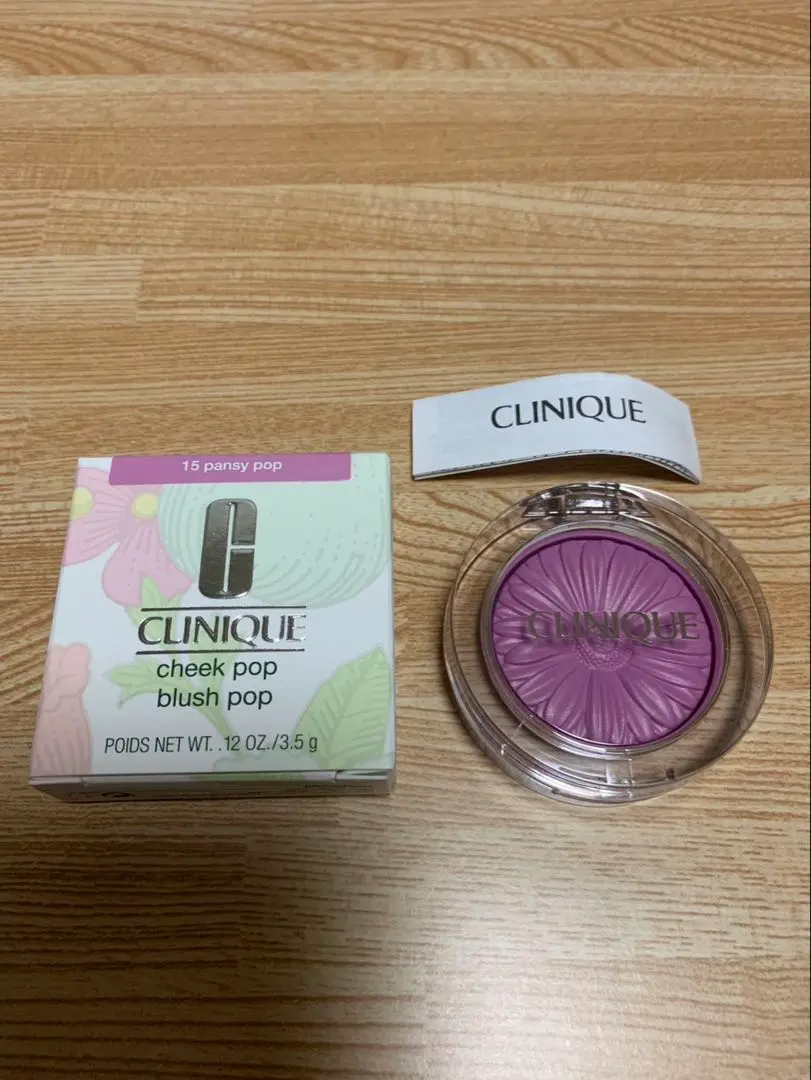 CLINIQUE
15 pansy pop
CLINIQUE
cheek pop
blush pop
POIDS NET WT. .12 OZ./3.5 g
CLINIQUE